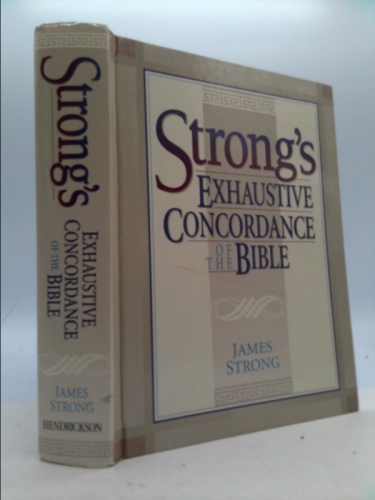 Strong's
EXHAUSTIVE
CONCORDANCE
OF THE BIBLE
JAMES
STRONG
HENDRICKSON
Strong's
EXHAUSTIVE
CONCORDANCE
OF THE BIBLE
JAMES
STRONG